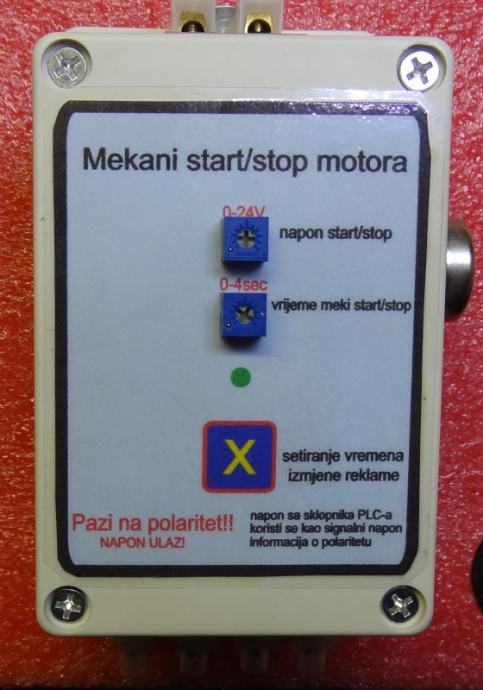 Mekani start/stop motora
0-24V
napon start/stop
0-4sec
vrijeme meki start/stop
X
setiranje vremena
izmjene reklame
Pazi na polaritet!!
NAPON ULAZ!
napon sa sklopnika PLC-a
koristi se kao signalni napon
informacija o polaritetu